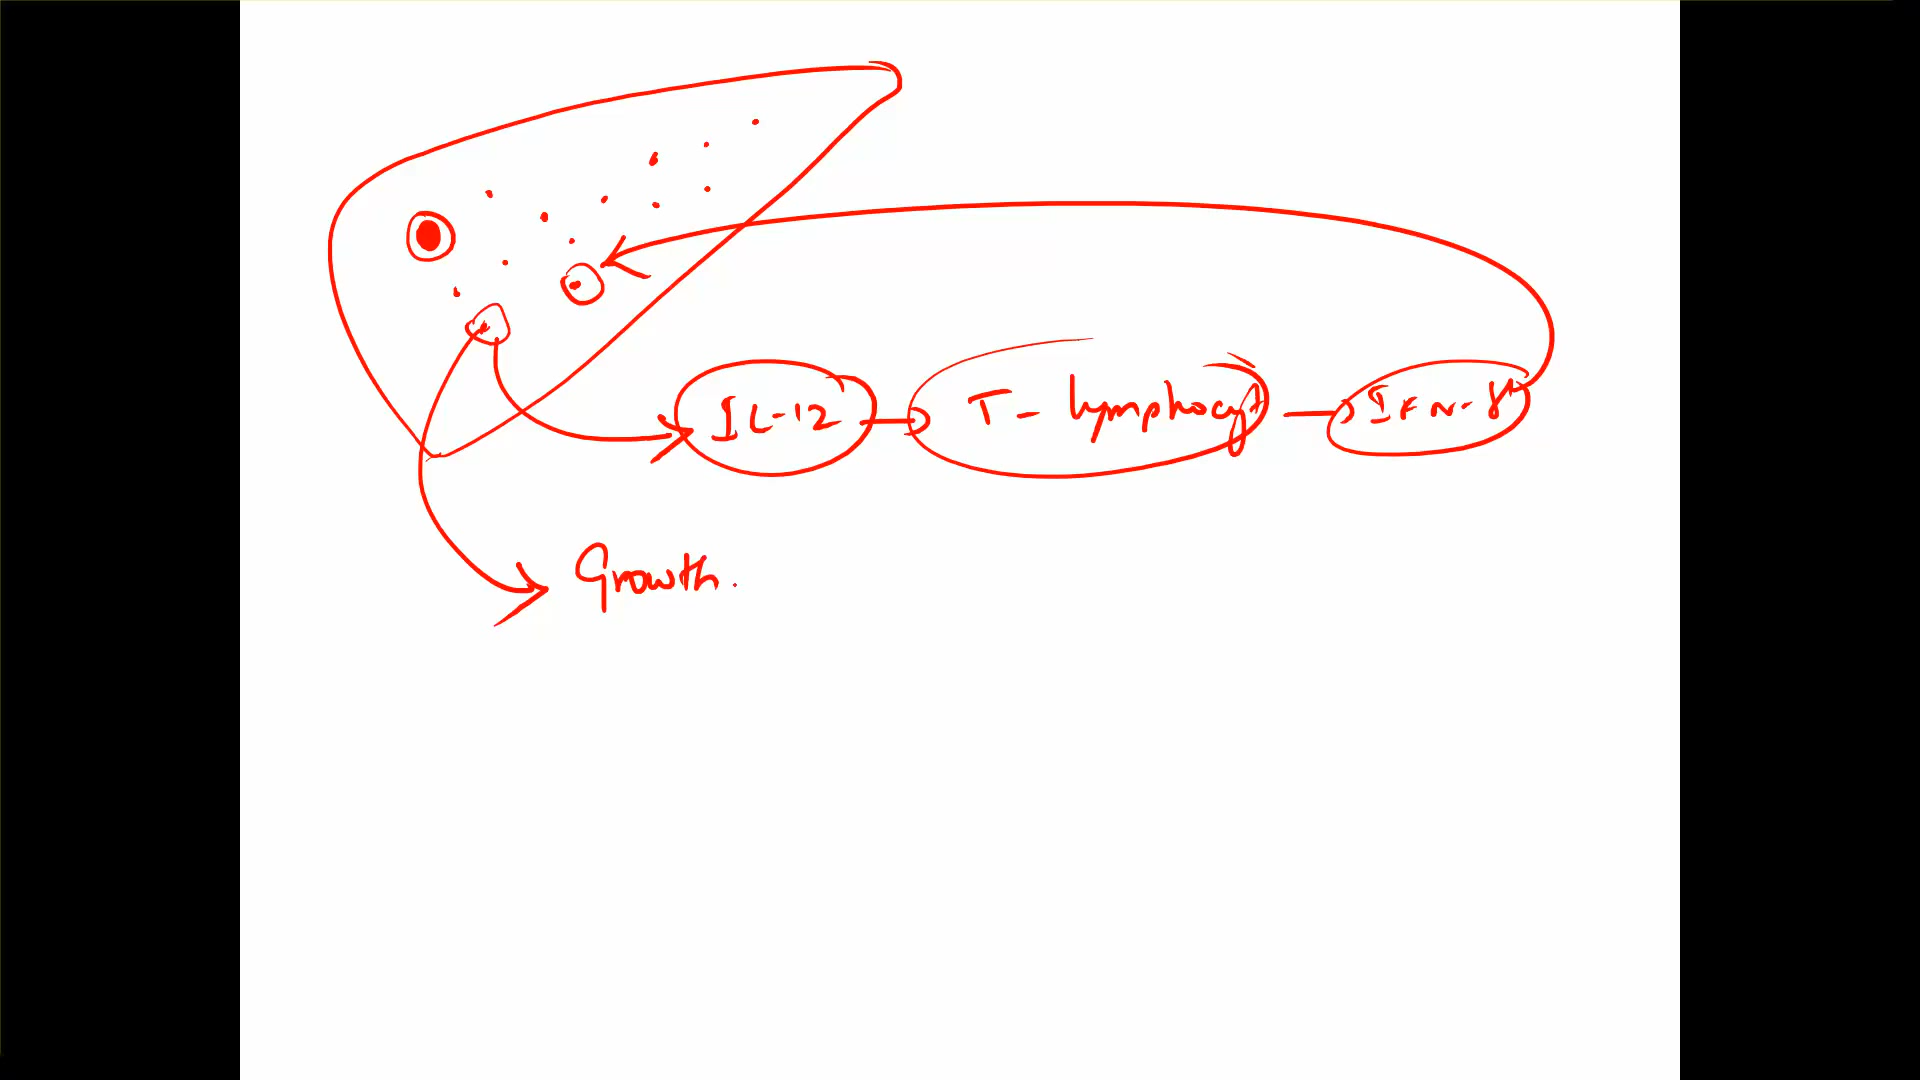 IL-12
T- lymphocyt
IFN-γ
Growth.